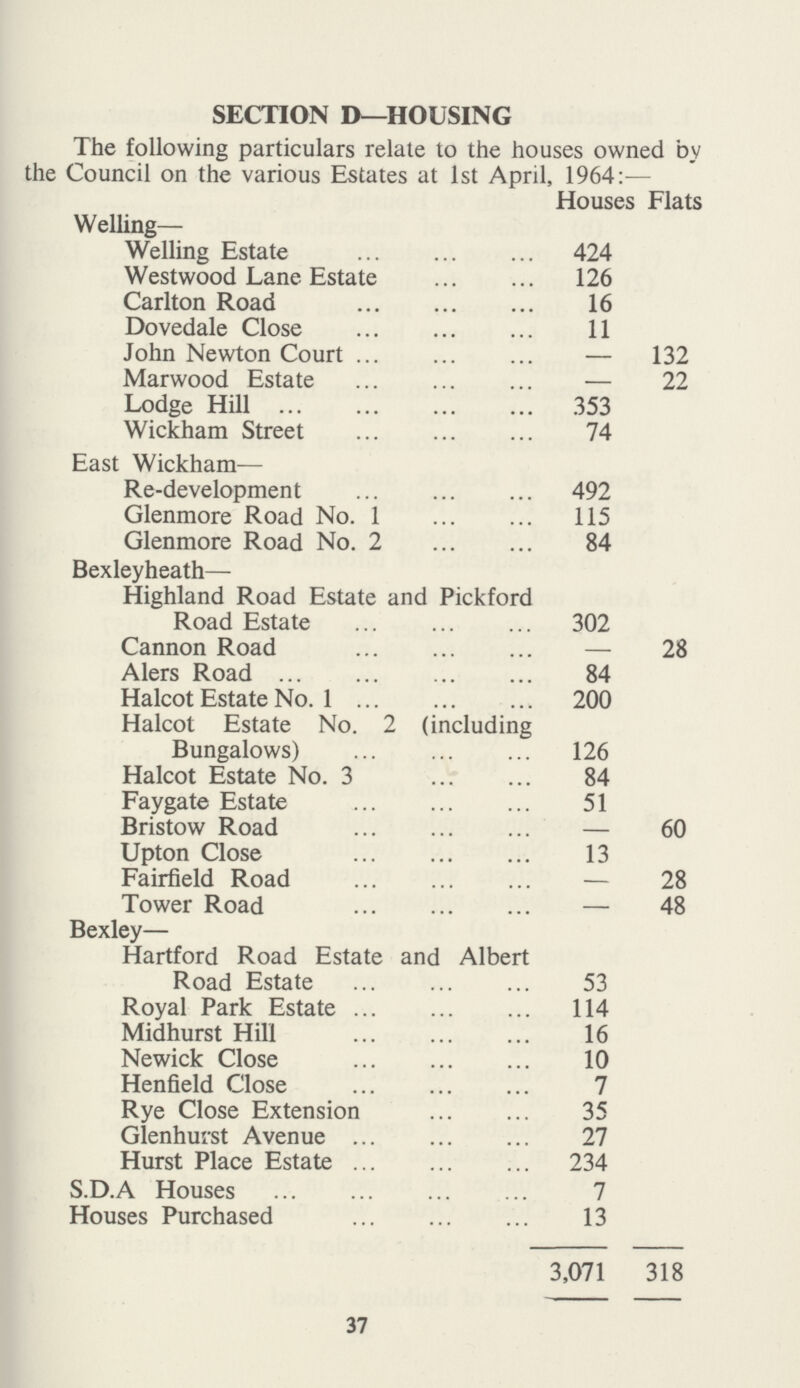 SECTION D—HOUSING
The following particulars relate to the houses owned by
the Council on the various Estates at 1st April, 1964:—
Houses Flats
Welling—
Welling Estate ... ... ... 424
Westwood Lane Estate ... ... 126
Carlton Road ... ... ... 16
Dovedale Close ... ... ... 11
John Newton Court ... ... ... — 132
Marwood Estate ... ... ... — 22
Lodge Hill ... ... ... ... 353
Wickham Street ... ... ... 74
East Wickham—
Re-development ... ... ... 492
Glenmore Road No. 1 ... ... 115
Glenmore Road No. 2 ... ... 84
Bexleyheath—
Highland Road Estate and Pickford
Road Estate ... ... ... 302
Cannon Road ... ... ... — 28
Alers Road ... ... ... ... 84
Halcot Estate No. 1 ... ... ... 200
Halcot Estate No. 2 (including
Bungalows) ... ... ... 126
Halcot Estate No. 3 ... ... 84
Faygate Estate ... ... ... 51
Bristow Road ... ... ... — 60
Upton Close ... ... ... 13
Fairfield Road ... ... ... — 28
Tower Road ... ... ... — 48
Bexley—
Hartford Road Estate and Albert
Road Estate ... ... ... 53
Royal Park Estate ... ... ... 114
Midhurst Hill ... ... ... 16
Newick Close ... ... ... 10
Henfield Close ... ... ... 7
Rye Close Extension ... ... 35
Glenhurst Avenue ... ... ... 27
Hurst Place Estate ... ... ... 234
S.D.A Houses ... ... ... ... 7
Houses Purchased ... ... ... 13
3,071 318
37